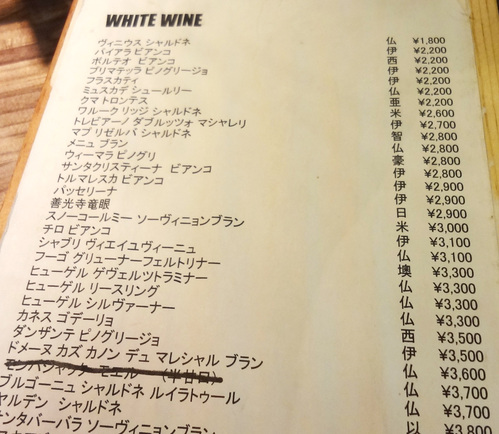 WHITE WINE
ヴィニウス シャルドネ 仏 ¥1,800
バイアラ ビアンコ 伊 ¥2,200
ポルテオ ビアンコ 西 ¥2,200
プリマテッラ ピノグリージョ 伊 ¥2,200
フラスカティ 伊 ¥2,200
ミュスカデ シュールリー 仏 ¥2,200
クマ トロンテス 亜 ¥2,200
ワルーク リッジ シャルドネ 米 ¥2,600
トレビアーノ ダブルッツォ マシャレリ 伊 ¥2,700
マプ リゼルバ シャルドネ 智 ¥2,800
メニュ ブラン 仏 ¥2,800
ウィーマラ ピノグリ 豪 ¥2,800
サンタクリスティーナ ビアンコ 伊 ¥2,800
トルマレスカ ビアンコ 伊 ¥2,900
パッセリーナ 伊 ¥2,900
善光寺竜眼 日 ¥2,900
スノーコールミー ソーヴィニョンブラン 米 ¥3,000
チロ ビアンコ 伊 ¥3,100
シャブリ ヴィエイユヴィーニュ 仏 ¥3,100
フーゴ グリューナーフェルトリナー 墺 ¥3,300
ヒューゲル ゲヴェルツトラミナー 仏 ¥3,300
ヒューゲル リースリング 仏 ¥3,300
ヒューゲル シルヴァーナー 仏 ¥3,300
カネス ゴデーリョ 西 ¥3,500
ダンザンテ ピノグリージョ 伊 ¥3,500
ドメーヌ カズ カノン デュ マレシャル ブラン 仏 ¥3,600
(半甘口) 仏 ¥3,700
ブルゴーニュ シャルドネ ルイラトゥール 仏 ¥3,700
ヤルデン シャルドネ 以 ¥3,800
ンタバーバラ ソーヴィニョンブラン